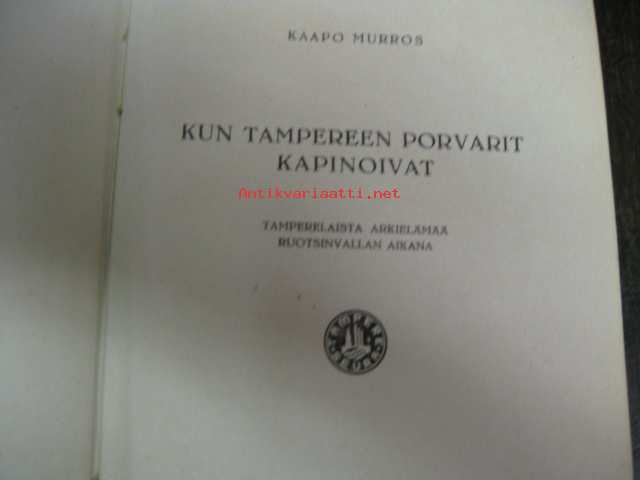 KAAPO MURROS
KUN TAMPEREEN PORVARIT
KAPINOIVAT
Antikvariaatti.net
TAMPERELAISTA ARKIELÄMÄÄ
RUOTSINVALLAN AIKANA